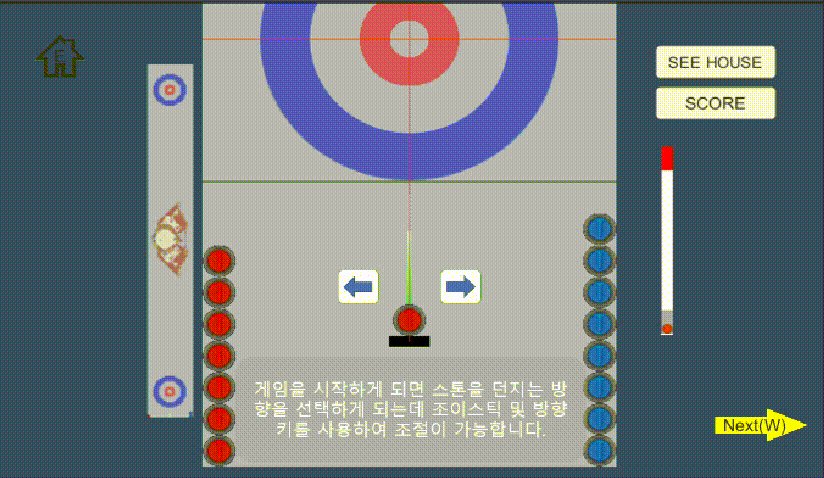 E
SEE HOUSE
SCORE
게임을 시작하게 되면 스톤을 던지는 방
향을 선택하게 되는데 조이스틱 및 방향
키를 사용하여 조절이 가능합니다.
Next(W)